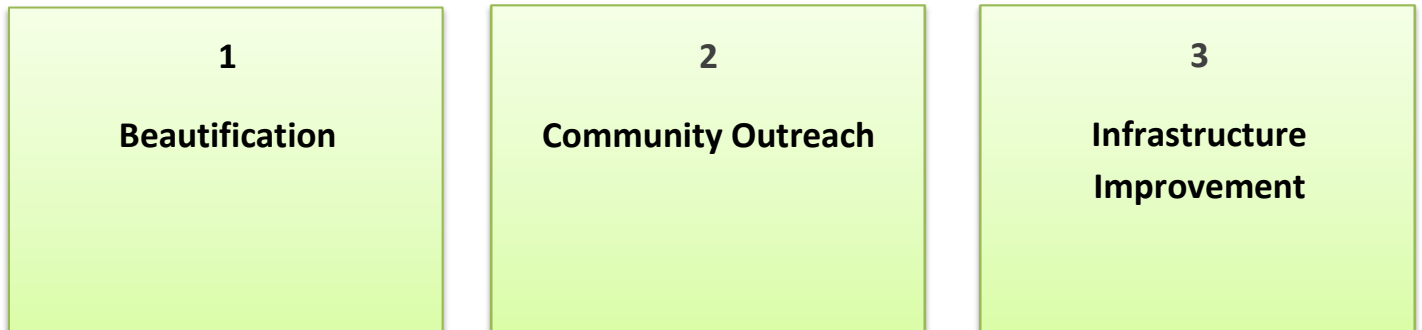 1
Beautification
2
Community Outreach
3
Infrastructure
Improvement